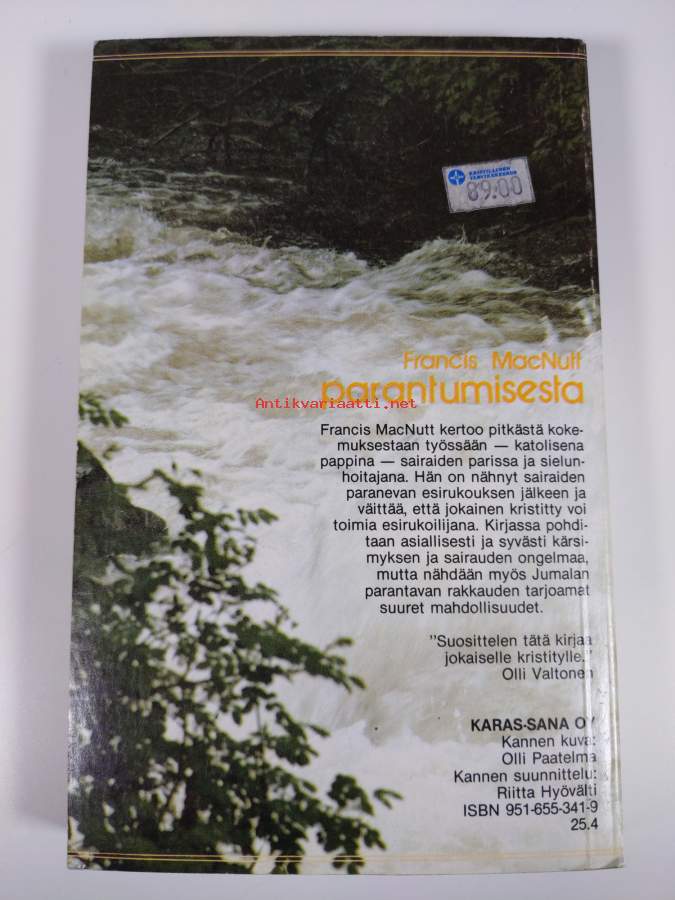 KRISTILLINEN
TARVIKEKESKUS
89:00
Francis MacNutt
parantumisesta
Antikvariaatti.net
Francis MacNutt kertoo pitkästä koke-
muksestaan työssään — katolisena
pappina — sairaiden parissa ja sielun-
hoitajana. Hän on nähnyt sairaiden
paranevan esirukouksen jälkeen ja
väittää, että jokainen kristitty voi
toimia esirukoilijana. Kirjassa pohdi-
taan asiallisesti ja syvästi kärsi-
myksen ja sairauden ongelmaa,
mutta nähdään myös Jumalan
parantavan rakkauden tarjoamat
suuret mahdollisuudet.
"Suosittelen tätä kirjaa
jokaiselle kristitylle."
Olli Valtonen
KARAS-SANA OY
Kannen kuva:
Olli Paatelma
Kannen suunnittelu:
Riitta Hyövälti
ISBN 951-655-341-9
25.4